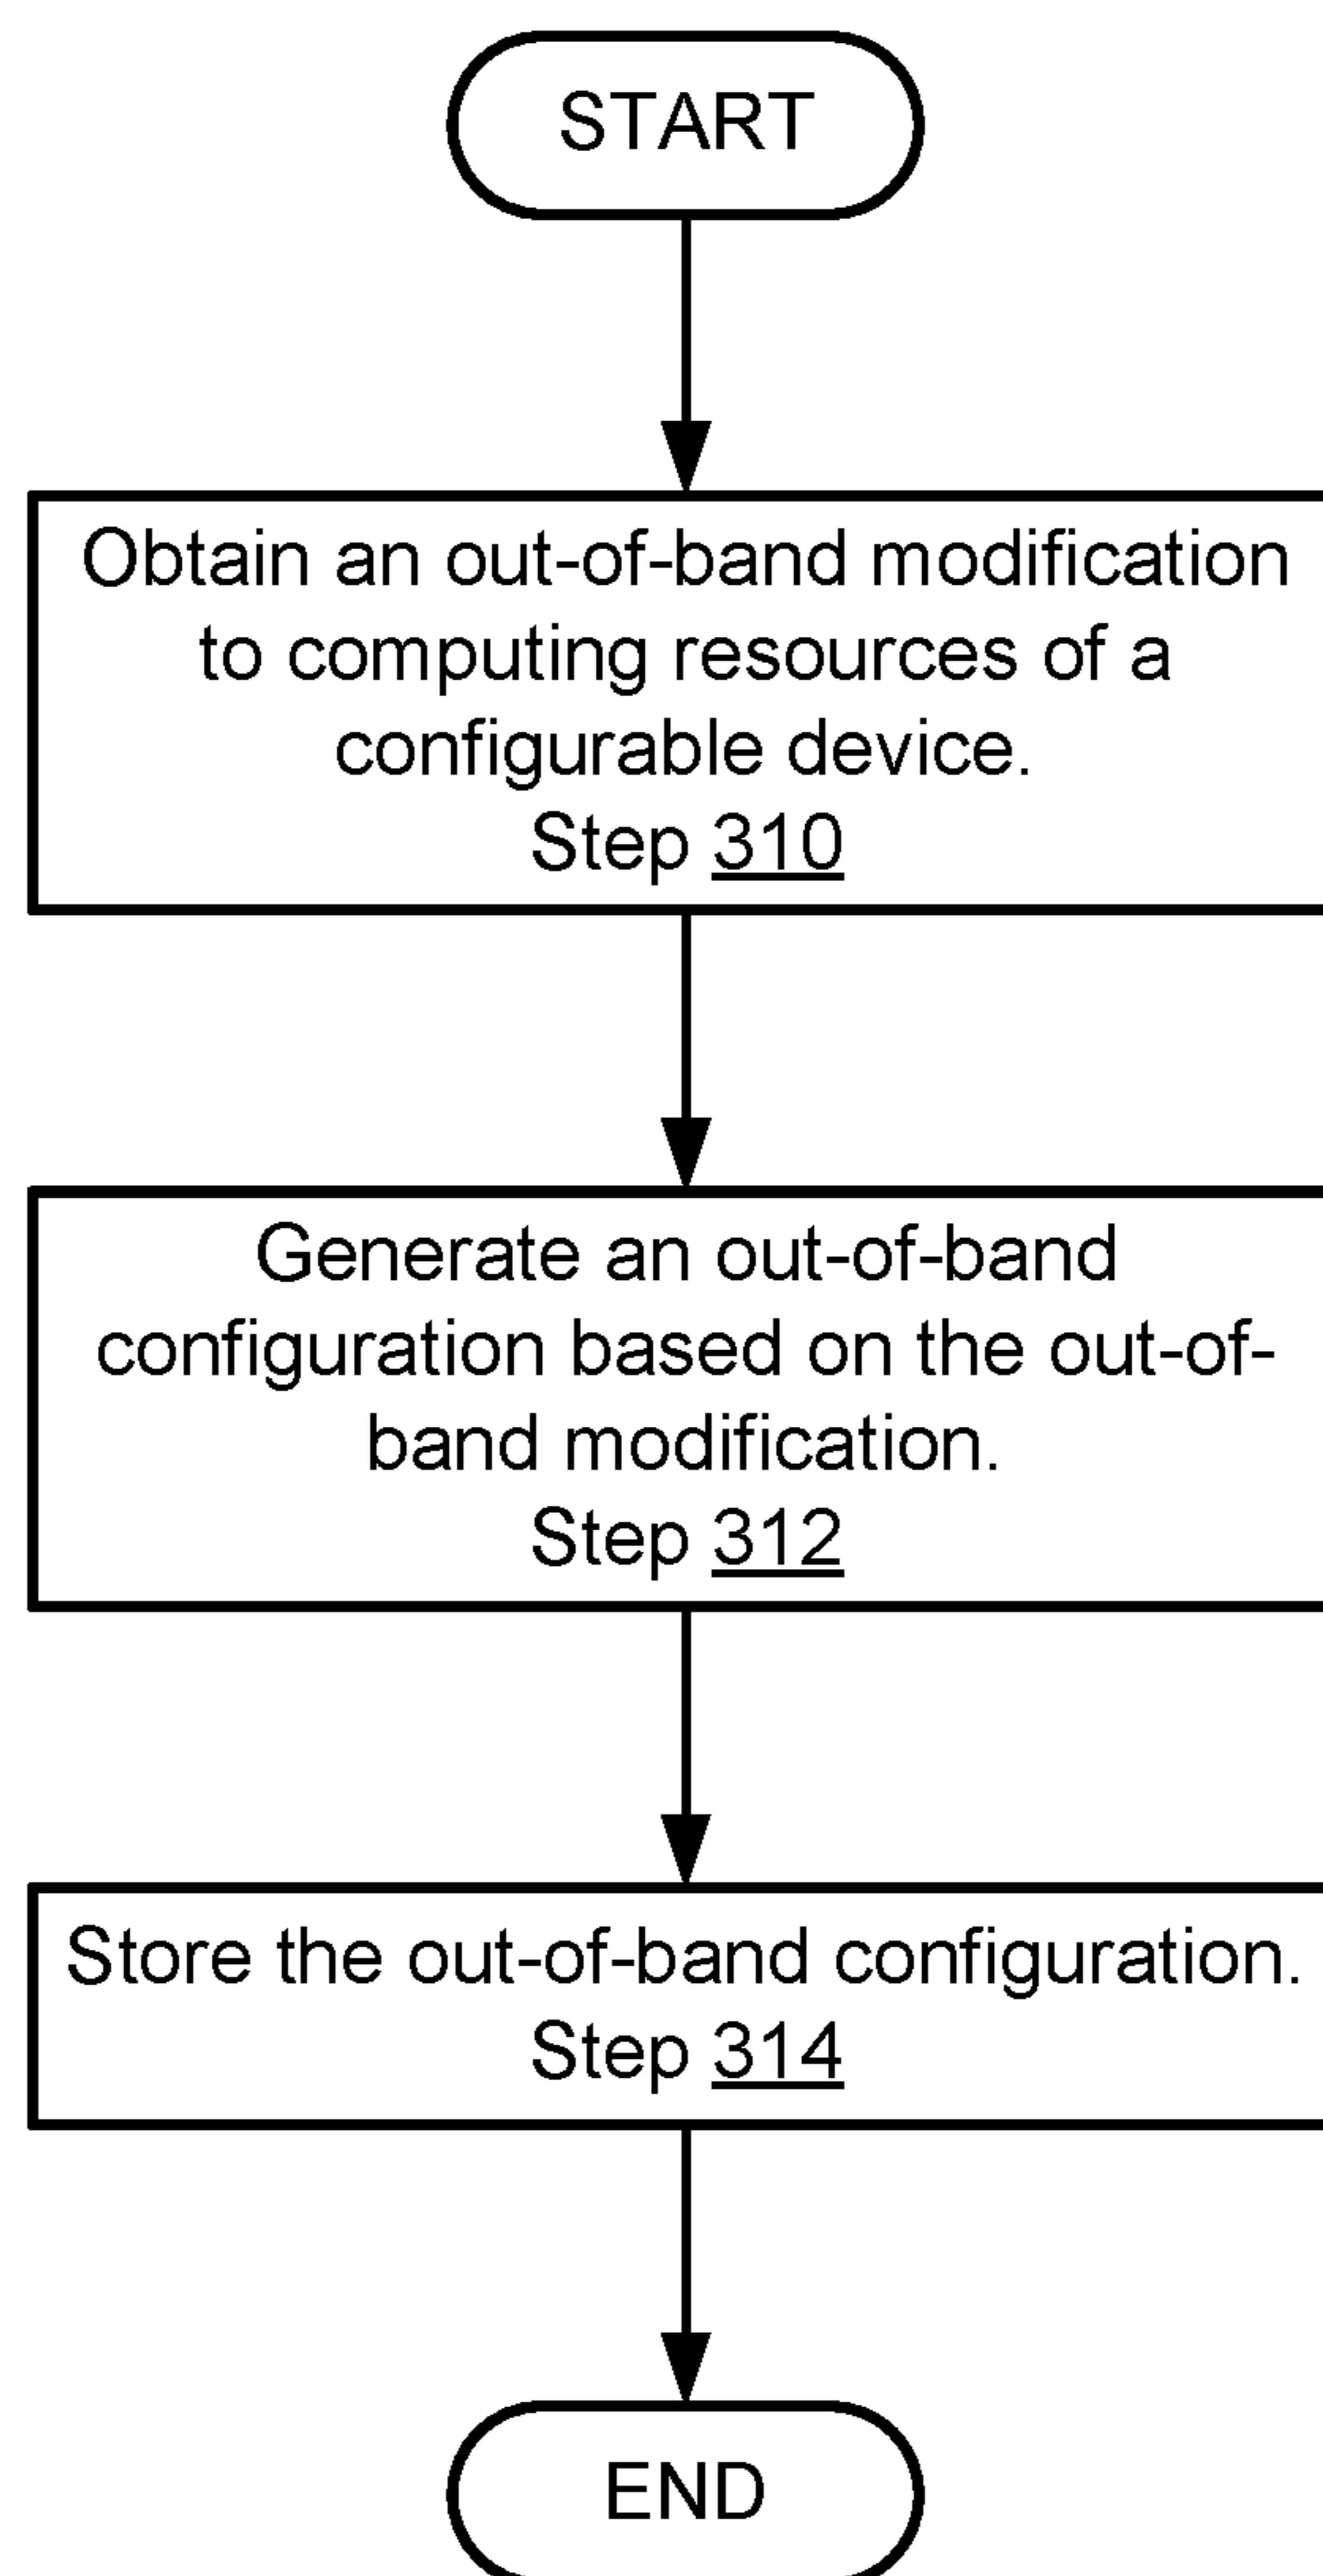 START
Obtain an out-of-band modification
to computing resources of a
configurable device.
Step 310
Generate an out-of-band
configuration based on the out-of-
band modification.
Step 312
Store the out-of-band configuration.
Step 314
END